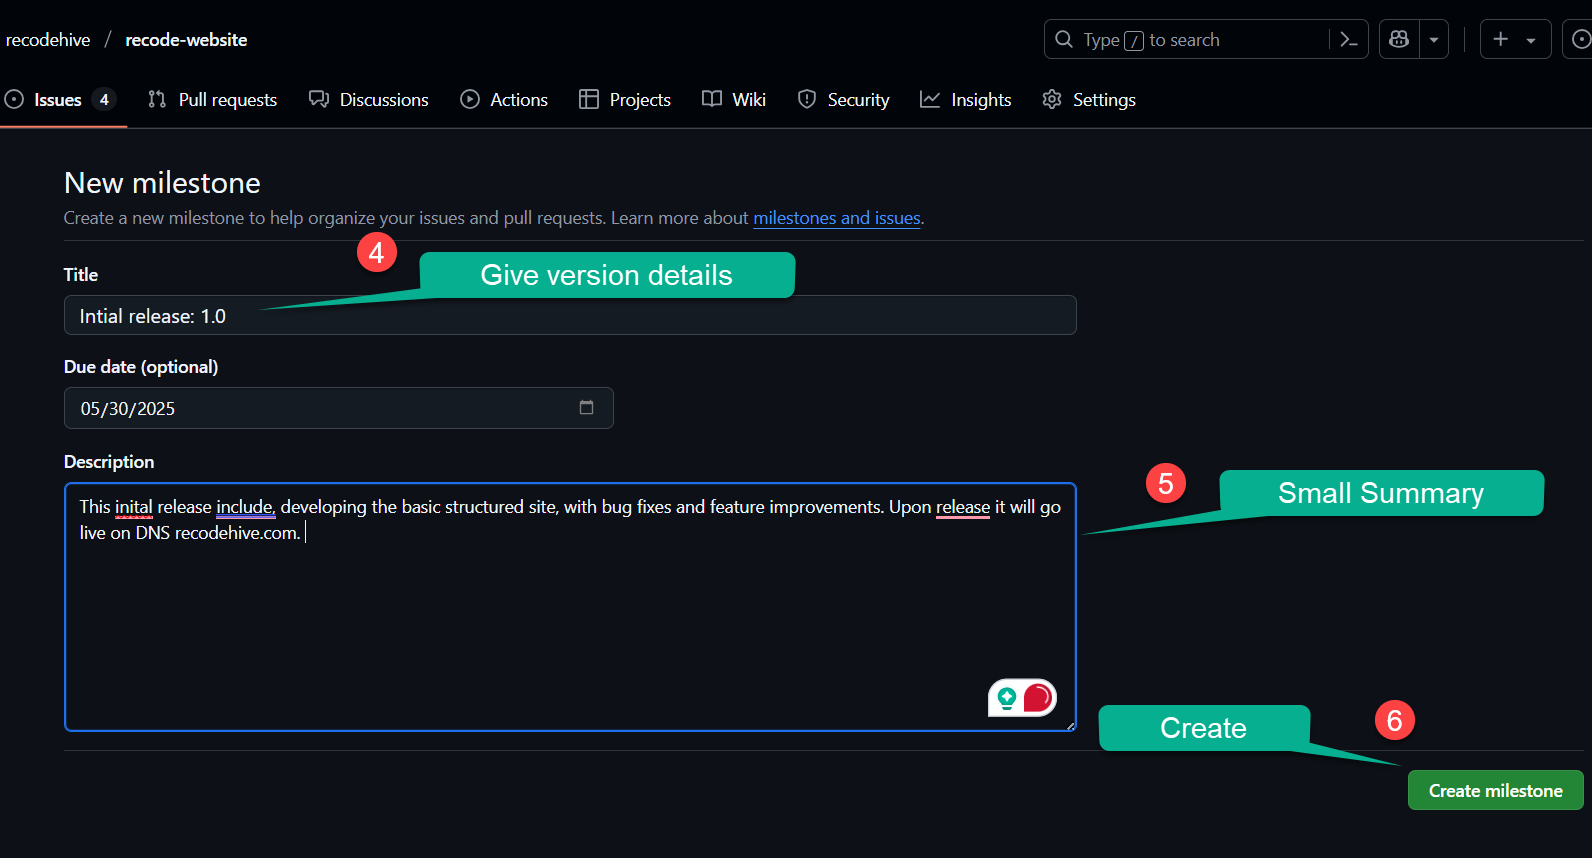 recodehive / recode-website
Type / to search
Issues 4 Pull requests Discussions Actions Projects Wiki Security Insights Settings
New milestone
Create a new milestone to help organize your issues and pull requests. Learn more about milestones and issues.
4
Give version details
Title
Intial release: 1.0
Due date (optional)
05/30/2025
Description
5
Small Summary
This inital release include, developing the basic structured site, with bug fixes and feature improvements. Upon release it will go
live on DNS recodehive.com.
Create
6
Create milestone